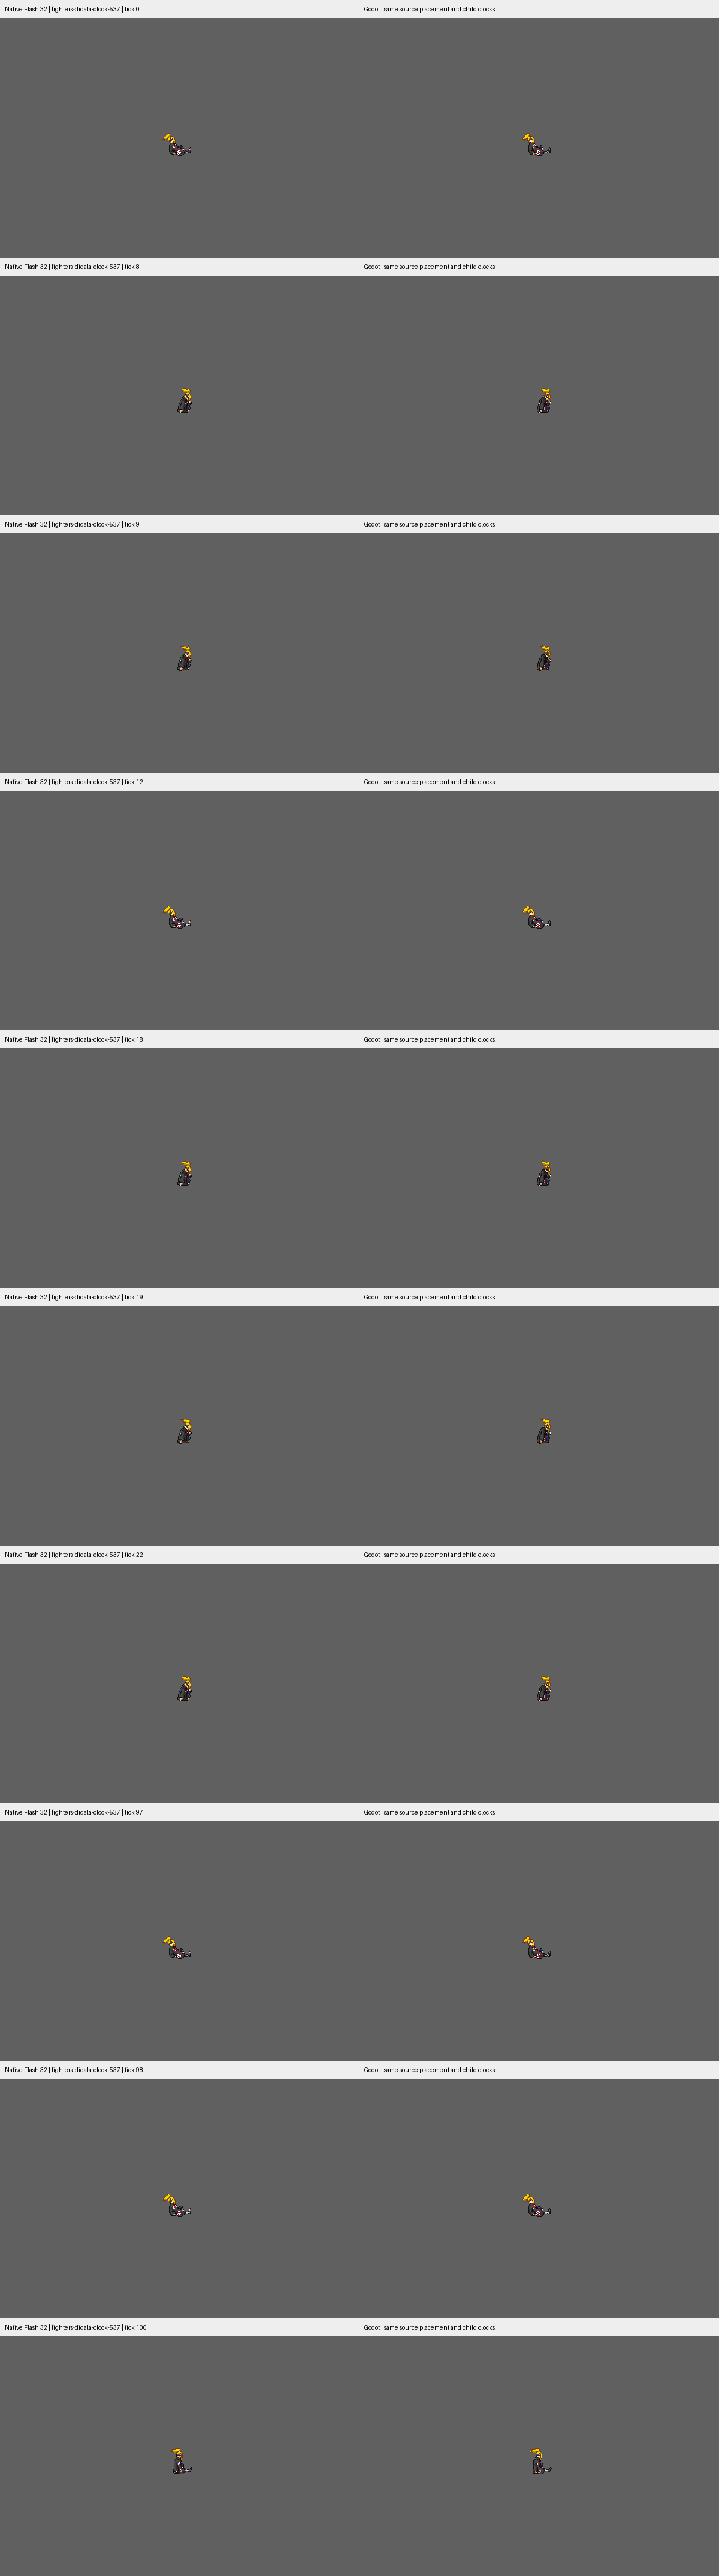 Native Flash 32 | fighters-didala-clock-537 | tick 0
Godot | same source placement and child clocks
Native Flash 32 | fighters-didala-clock-537 | tick 8
Godot | same source placement and child clocks
Native Flash 32 | fighters-didala-clock-537 | tick 9
Godot | same source placement and child clocks
Native Flash 32 | fighters-didala-clock-537 | tick 12
Godot | same source placement and child clocks
Native Flash 32 | fighters-didala-clock-537 | tick 18
Godot | same source placement and child clocks
Native Flash 32 | fighters-didala-clock-537 | tick 19
Godot | same source placement and child clocks
Native Flash 32 | fighters-didala-clock-537 | tick 22
Godot | same source placement and child clocks
Native Flash 32 | fighters-didala-clock-537 | tick 97
Godot | same source placement and child clocks
Native Flash 32 | fighters-didala-clock-537 | tick 98
Godot | same source placement and child clocks
Native Flash 32 | fighters-didala-clock-537 | tick 100
Godot | same source placement and child clocks